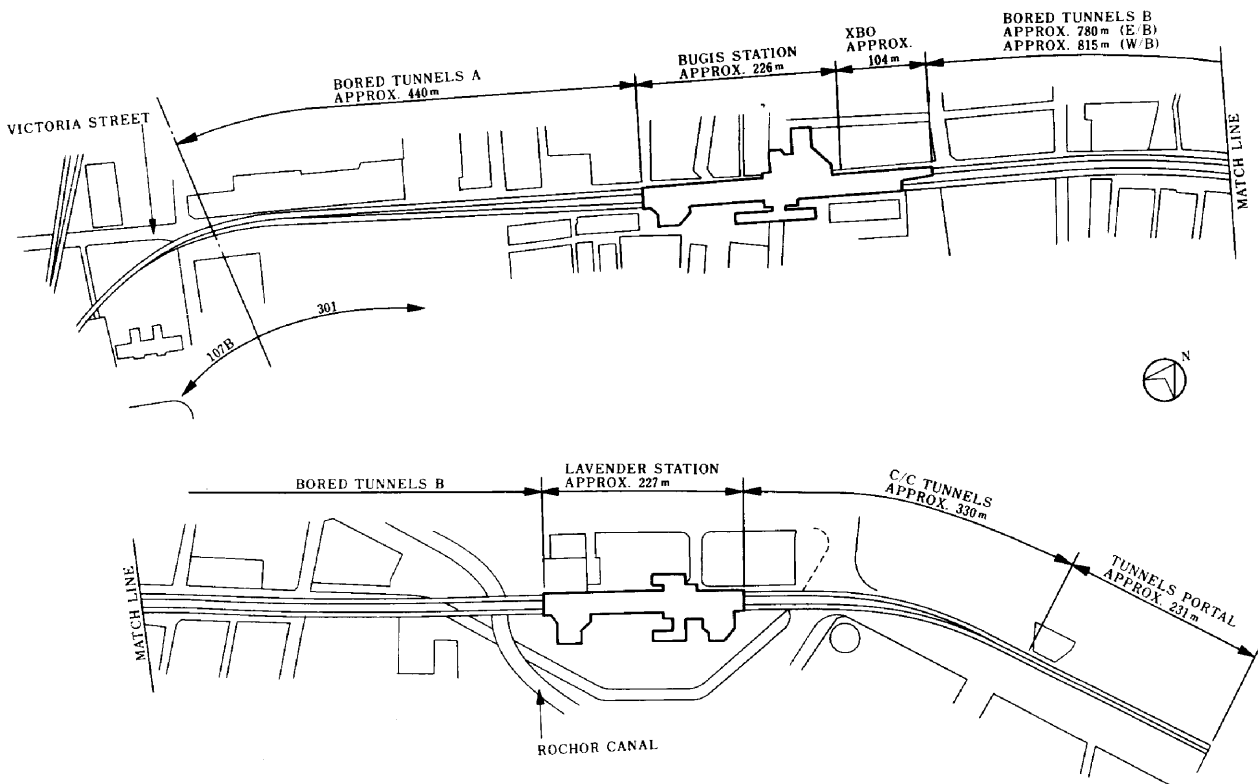 BORED TUNNELS A
APPROX. 440m
BUGIS STATION
APPROX. 226m
XBO
APPROX.
104m
BORED TUNNELS B
APPROX. 780m (E/B)
APPROX. 815m (W/B)
VICTORIA STREET
MATCH LINE
301
107B
N
BORED TUNNELS B
LAVENDER STATION
APPROX. 227m
C/C TUNNELS
APPROX. 330m
TUNNELS PORTAL
APPROX. 231m
MATCH LINE
ROCHOR CANAL